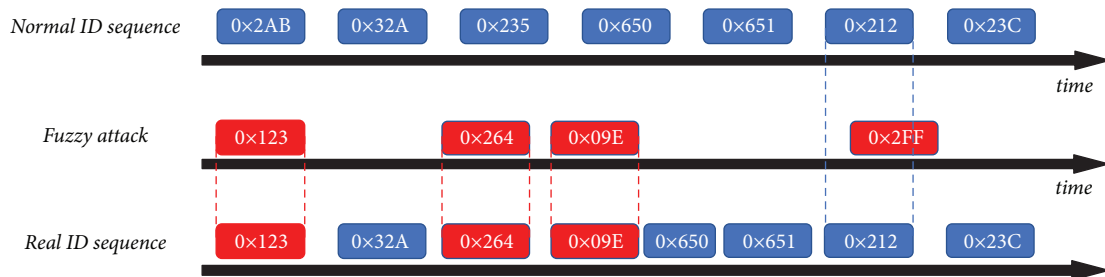 Normal ID sequence 0×2AB 0×32A 0×235 0×650 0×651 0×212 0×23C
time
Fuzzy attack 0×123 0×264 0×09E 0×2FF
time
Real ID sequence 0×123 0×32A 0×264 0×09E 0×650 0×651 0×212 0×23C